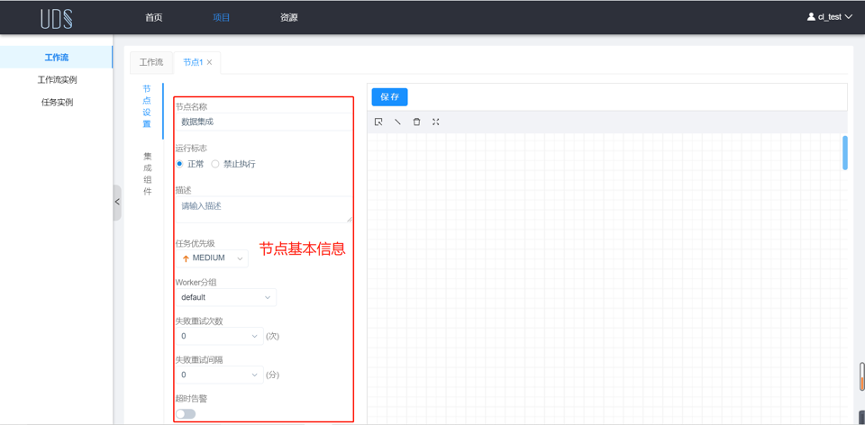 UDS 首页 项目 资源 cl_test
工作流
工作流实例
任务实例
工作流 节点1
节点设置
集成组件
节点名称
数据集成
运行标志
正常 禁止执行
描述
请输入描述
任务优先级
MEDIUM
节点基本信息
Worker分组
default
失败重试次数
0 (次)
失败重试间隔
0 (分)
超时告警
保存